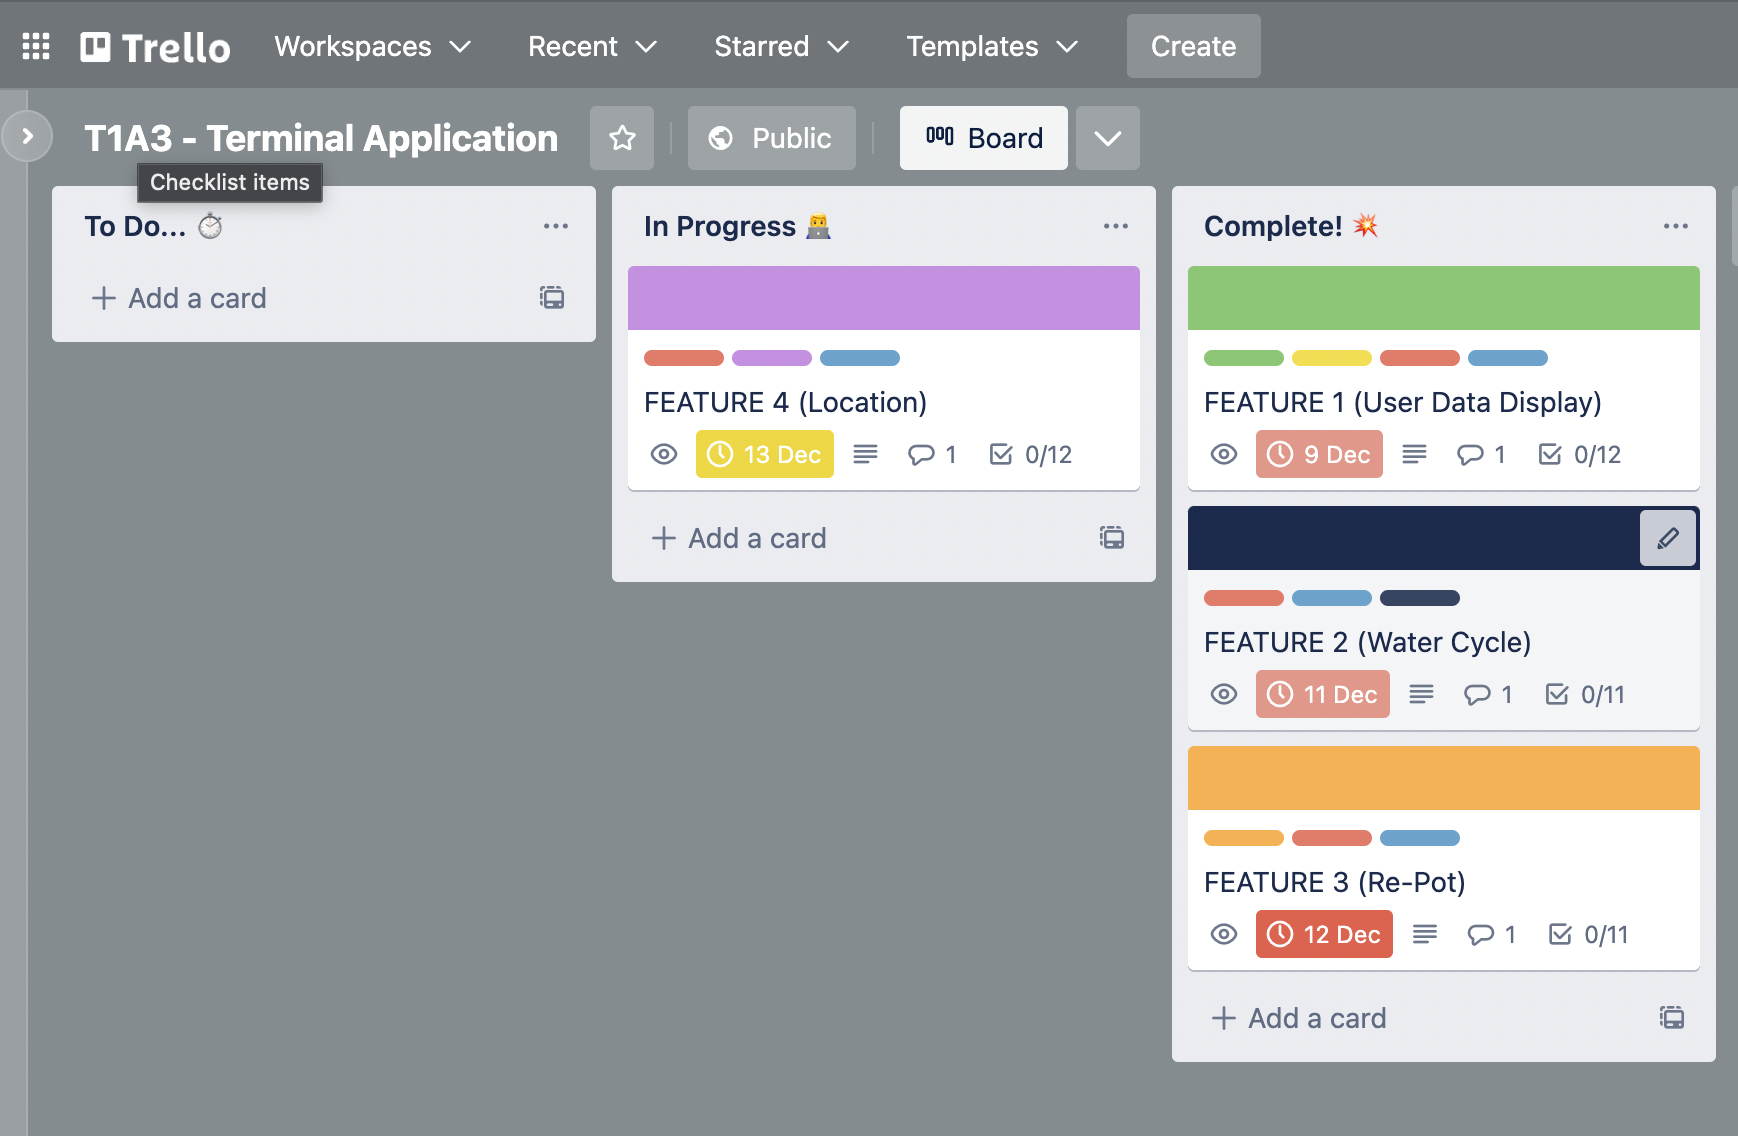 Trello Workspaces Recent Starred Templates Create
T1A3 - Terminal Application Public Board
Checklist items
To Do... ⏱️
Add a card
In Progress 👨‍💻
FEATURE 4 (Location)
13 Dec 1 0/12
Add a card
Complete! 💥
FEATURE 1 (User Data Display)
9 Dec 1 0/12
FEATURE 2 (Water Cycle)
11 Dec 1 0/11
FEATURE 3 (Re-Pot)
12 Dec 1 0/11
Add a card